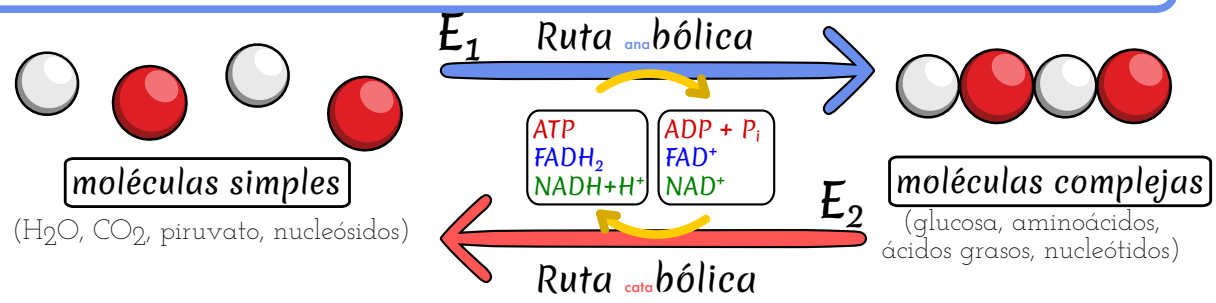 E₁ Ruta anabólica
ATP
FADH₂
NADH+H⁺
ADP + Pᵢ
FAD⁺
NAD⁺
moléculas simples
(H₂O, CO₂, piruvato, nucleósidos)
moléculas complejas
(glucosa, aminoácidos,
ácidos grasos, nucleótidos)
E₂
Ruta catabólica